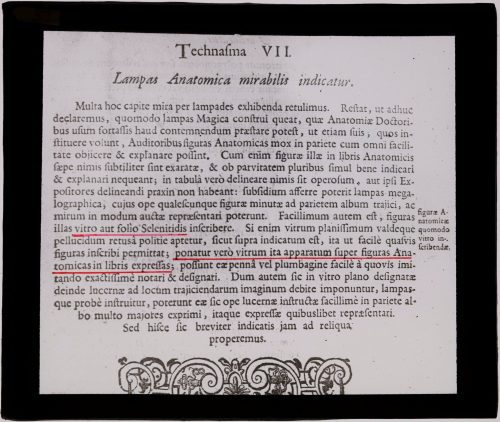 Technasma VII.
Lampas Anatomica mirabilis indicatur.
Multa hoc capite mira per lampades exhibenda retulimus. Restat, ut adhuc
declaremus, quomodo lampas Magica construi queat, quæ Anatomiæ Doctori-
bus usum fortassis haud contemnendum præstare potest, ut etiam suis, quos in-
stituere volunt, Auditoribus figuras Anatomicas mox in pariete cum omni facili-
tate objicere & explanare possint. Cum enim figuræ illæ in libris Anatomicis
sæpe nimis subtiliter sint exaratæ, & ob parvitatem pluribus simul bene indicari
& explanari nequeant; in tabulâ verò delineare nimis sit operosum, aut ipsi Ex-
positores delineandi praxin non habeant: subsidium afferre poterit lampas mega-
lographica, cujus ope qualescunque figuræ minutæ ad parietem album trajici, ac
mirum in modum auctæ repræsentari poterunt. Facillimum autem est, figuras
illas vitro aut folio Selenitidis inscribere. Si enim vitrum planissimum valdeque
pellucidum retusâ politie aptetur, sicut supra indicatum est, ita ut facilè quasvis
figuras inscribi permittat; ponatur verò vitrum ita apparatum super figuras Ana-
tomicas in libris expressas; possunt eæ pennâ vel plumbagine facilè à quovis imi-
tando exactissimè notari & designari. Dum autem sic in vitro plano designatæ
deinde lucernæ ad locum trajiciendarum imaginum debite imponuntur, lampas-
que probè instruitur, poterunt eæ sic ope lucernæ instructæ facillimè in pariete al-
bo multo majores exprimi, itaque expressæ quibuslibet repræsentari.
Sed hisce sic breviter indicatis jam ad reliqua
properemus.
figuræ A-
natomicæ
quomodo
vitro in-
scribendæ.